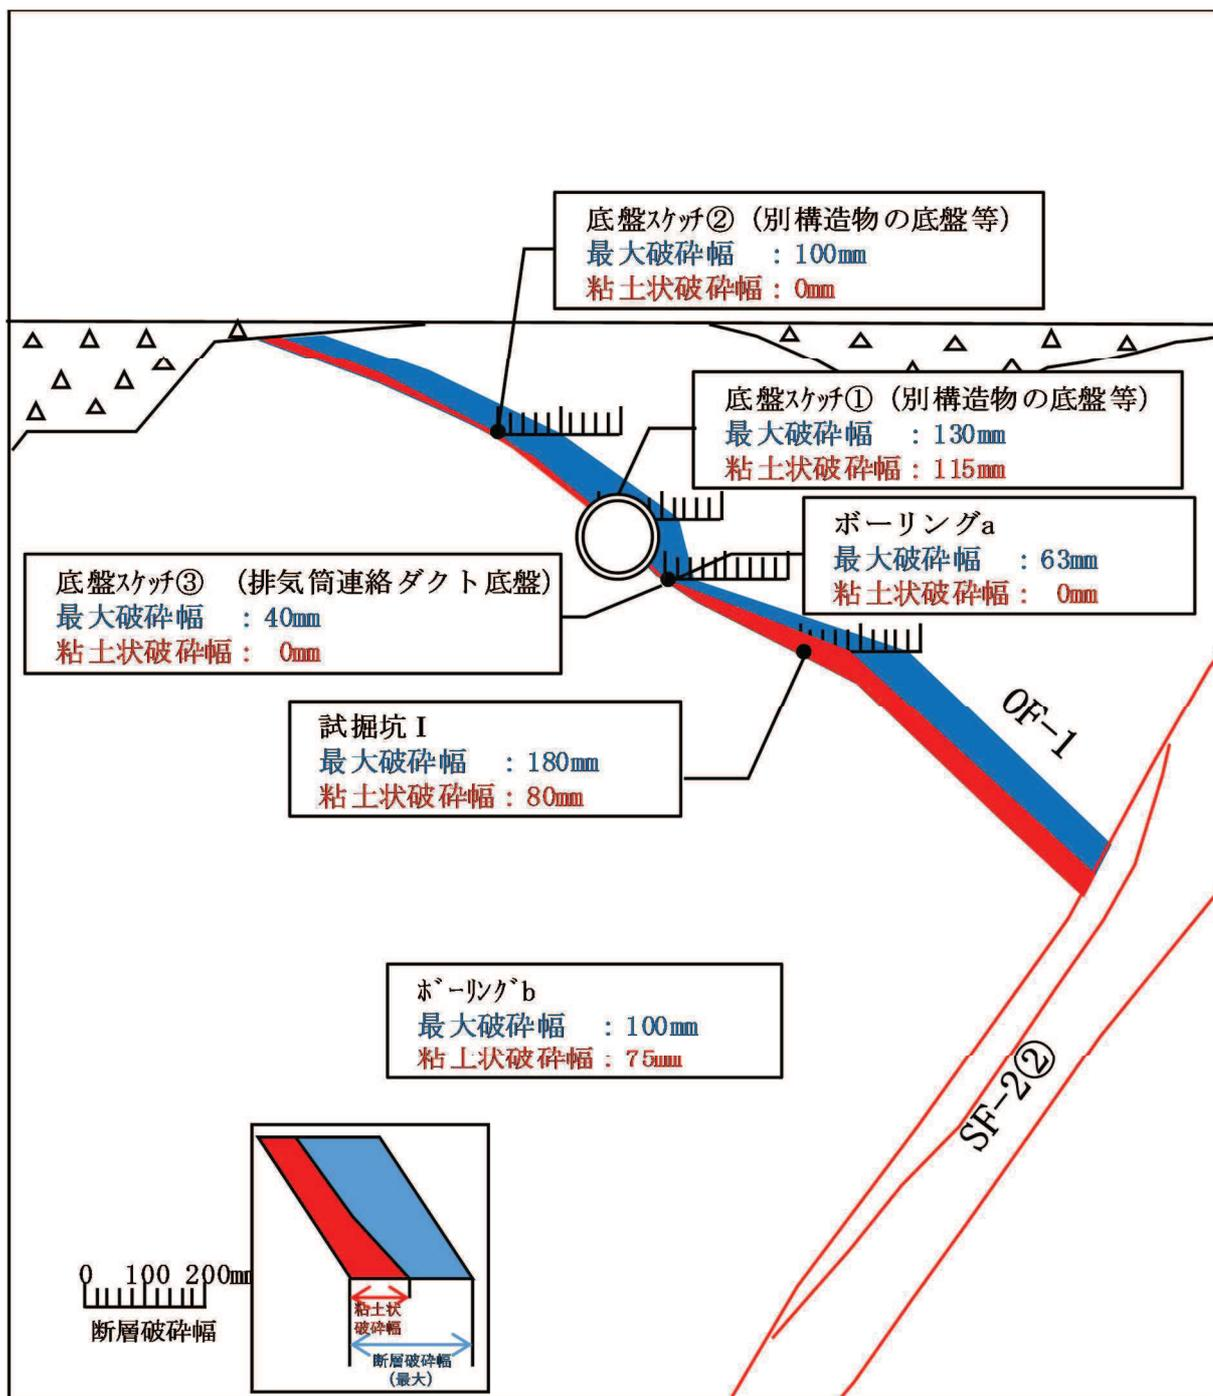 底盤スケッチ② (別構造物の底盤等)
最大破砕幅 : 100mm
粘土状破砕幅 : 0mm
底盤スケッチ① (別構造物の底盤等)
最大破砕幅 : 130mm
粘土状破砕幅 : 115mm
ボーリングa
最大破砕幅 : 63mm
粘土状破砕幅 : 0mm
底盤スケッチ③ (排気筒連絡ダクト底盤)
最大破砕幅 : 40mm
粘土状破砕幅 : 0mm
試掘坑Ⅰ
最大破砕幅 : 180mm
粘土状破砕幅 : 80mm
OF-1
ボーリングb
最大破砕幅 : 100mm
粘土状破砕幅 : 75mm
SF-2②
0 100 200mm
断層破砕幅
粘土状
破砕幅
断層破砕幅
(最大)